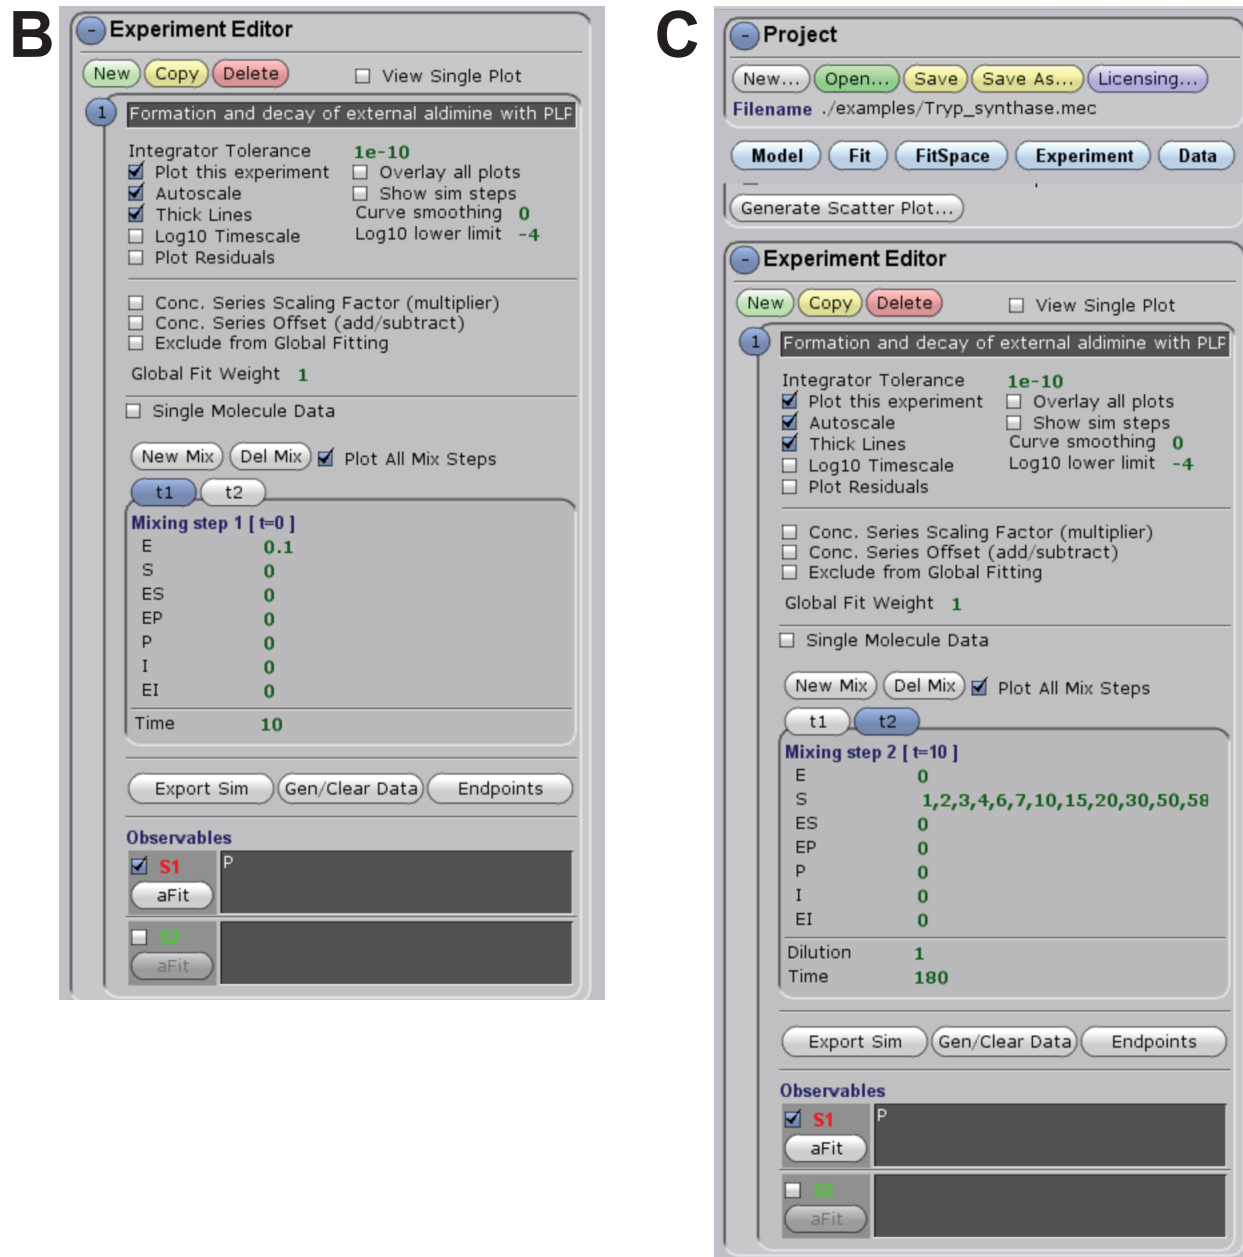 B
Experiment Editor
New Copy Delete View Single Plot
1 Formation and decay of external aldimine with PLP
Integrator Tolerance 1e-10
Plot this experiment Overlay all plots
Autoscale Show sim steps
Thick Lines Curve smoothing 0
Log10 Timescale Log10 lower limit -4
Plot Residuals
Conc. Series Scaling Factor (multiplier)
Conc. Series Offset (add/subtract)
Exclude from Global Fitting
Global Fit Weight 1
Single Molecule Data
New Mix Del Mix Plot All Mix Steps
t1 t2
Mixing step 1 [ t=0 ]
E 0.1
S 0
ES 0
EP 0
P 0
I 0
EI 0
Time 10
Export Sim Gen/Clear Data Endpoints
Observables
S1 P
aFit
S2
aFit
C
Project
New... Open... Save Save As... Licensing...
Filename ./examples/Tryp_synthase.mec
Model Fit FitSpace Experiment Data
Generate Scatter Plot...
Experiment Editor
New Copy Delete View Single Plot
1 Formation and decay of external aldimine with PLP
Integrator Tolerance 1e-10
Plot this experiment Overlay all plots
Autoscale Show sim steps
Thick Lines Curve smoothing 0
Log10 Timescale Log10 lower limit -4
Plot Residuals
Conc. Series Scaling Factor (multiplier)
Conc. Series Offset (add/subtract)
Exclude from Global Fitting
Global Fit Weight 1
Single Molecule Data
New Mix Del Mix Plot All Mix Steps
t1 t2
Mixing step 2 [ t=10 ]
E 0
S 1,2,3,4,6,7,10,15,20,30,50,58
ES 0
EP 0
P 0
I 0
EI 0
Dilution 1
Time 180
Export Sim Gen/Clear Data Endpoints
Observables
S1 P
aFit
S2
aFit